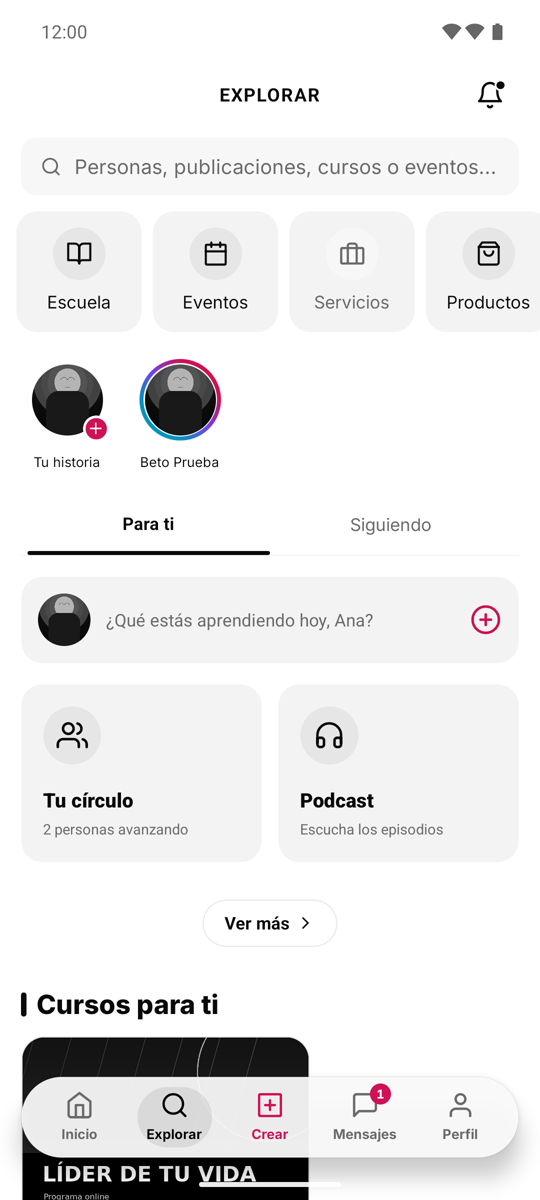 12:00
EXPLORAR
Personas, publicaciones, cursos o eventos...
Escuela
Eventos
Servicios
Productos
Tu historia
Beto Prueba
Para ti
Siguiendo
¿Qué estás aprendiendo hoy, Ana?
Tu círculo
2 personas avanzando
Podcast
Escucha los episodios
Ver más
Cursos para ti
1
Inicio
Explorar
Crear
Mensajes
Perfil
LÍDER DE TU VIDA
Programa online